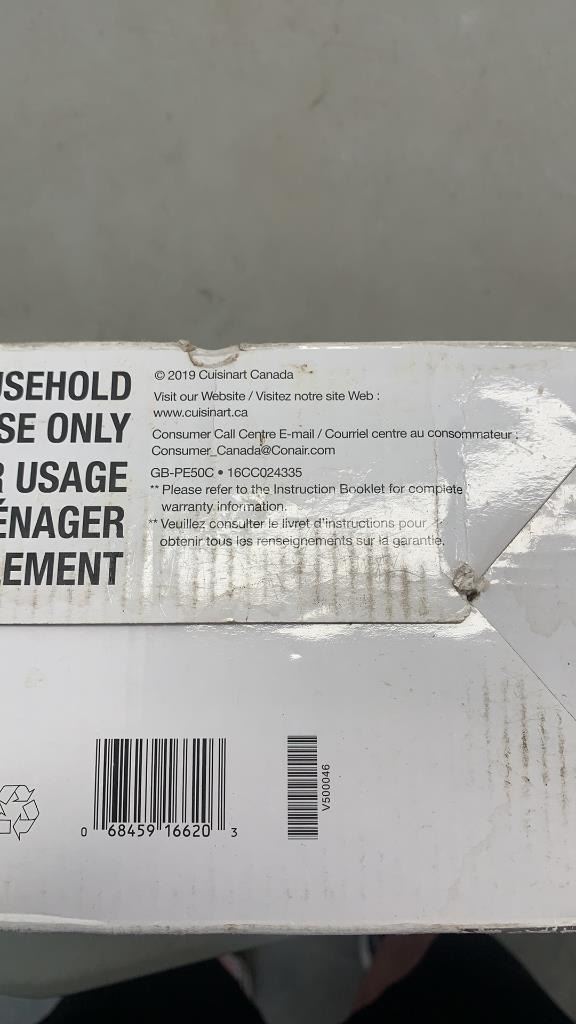 USEHOLD
SE ONLY
R USAGE
ÉNAGER
LEMENT
© 2019 Cuisinart Canada
Visit our Website / Visitez notre site Web :
www.cuisinart.ca
Consumer Call Centre E-mail / Courriel centre au consommateur :
Consumer_Canada@Conair.com
GB-PE50C • 16CC024335
** Please refer to the Instruction Booklet for complete
warranty information.
** Veuillez consulter le livret d'instructions pour
obtenir tous les renseignements sur la garantie.
0 68459 16620 3
V500046